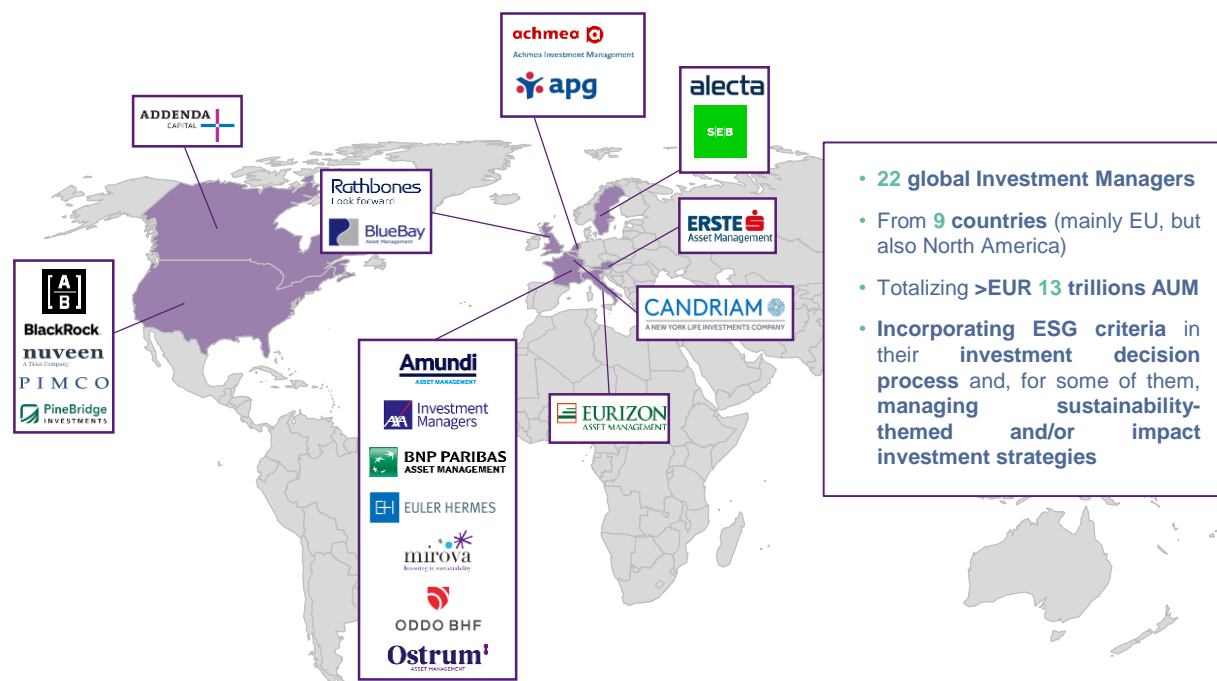 achmea
Achmea Investment Management
apg
alecta
SEB
ADDENDA
CAPITAL
Rathbones
Look forward
BlueBay
Asset Management
ERSTE
Asset Management
[A]
[B]
BlackRock.
nuveen
A TIAA Company
PIMCO
PineBridge
INVESTMENTS
CANDRIAM
A NEW YORK LIFE INVESTMENTS COMPANY
Amundi
ASSET MANAGEMENT
AXA
Investment
Managers
BNP PARIBAS
ASSET MANAGEMENT
EH
EULER HERMES
mirova
Investing in sustainability
ODDO BHF
Ostrum
ASSET MANAGEMENT
EURIZON
ASSET MANAGEMENT
• 22 global Investment Managers
• From 9 countries (mainly EU, but
also North America)
• Totalizing >EUR 13 trillions AUM
• Incorporating ESG criteria in
their investment decision
process and, for some of them,
managing sustainability-
themed and/or impact
investment strategies